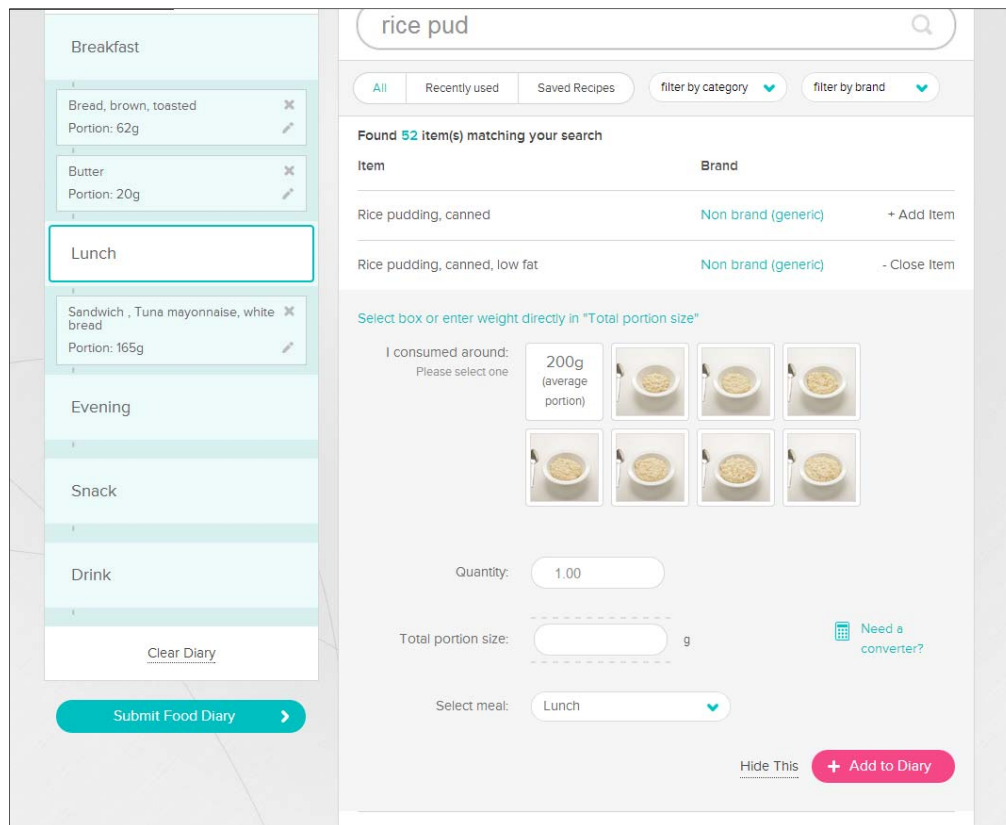 Breakfast
Bread, brown, toasted
Portion: 62g
Butter
Portion: 20g
Lunch
Sandwich , Tuna mayonnaise, white
bread
Portion: 165g
Evening
Snack
Drink
Clear Diary
Submit Food Diary
rice pud
All Recently used Saved Recipes filter by category filter by brand
Found 52 item(s) matching your search
Item Brand
Rice pudding, canned Non brand (generic) + Add Item
Rice pudding, canned, low fat Non brand (generic) - Close Item
Select box or enter weight directly in "Total portion size"
I consumed around:
Please select one
200g
(average
portion)
Quantity: 1.00
Total portion size: g
Need a
converter?
Select meal: Lunch
Hide This + Add to Diary